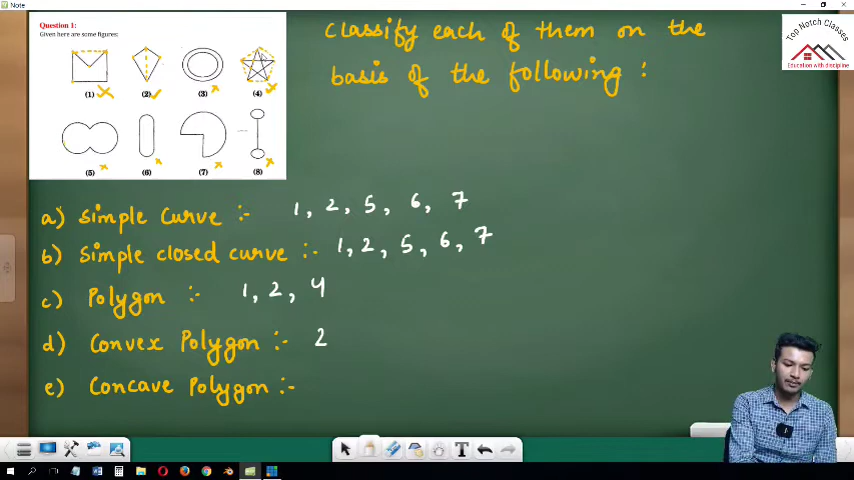 Note
Question 1:
Given here are some figures:
(1) (2) (3) (4)
(5) (6) (7) (8)
classify each of them on the
basis of the following :
Top Notch Classes
Education with discipline
a) Simple Curve :- 1, 2, 5, 6, 7
b) Simple closed curve :- 1, 2, 5, 6, 7
c) Polygon :- 1, 2, 4
d) Convex Polygon :- 2
e) Concave Polygon :-